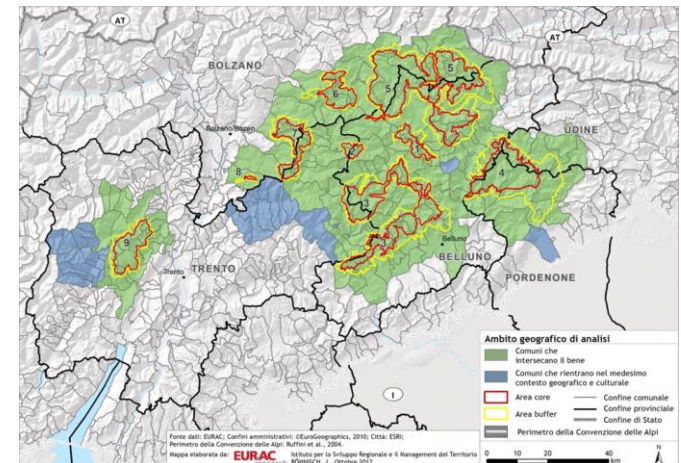 AT
AT
BOLZANO
5
5
6
Bolzano/Bozen
UDINE
2
8
4
3
9
Belluno
3
BELLUNO
Trento
TRENTO
PORDENONE
I
Ambito geografico di analisi
Comuni che
intersecano il bene
Comuni che rientrano nel medesimo
contesto geografico e culturale
Area core
Confine comunale
Area buffer
Confine provinciale
Confine di Stato
Perimetro della Convenzione delle Alpi
Fonte dati: EURAC; Confini amministrativi: ©EuroGeographics, 2010; Città: ESRI;
Perimetro della Convenzione delle Alpi: Ruffini et al., 2004.
Mappa elaborata da: EURAC Istituto per lo Sviluppo Regionale e il Management del Territorio
BÖHNISCH, J., Ottobre 2012
km
0 10 20 40
N